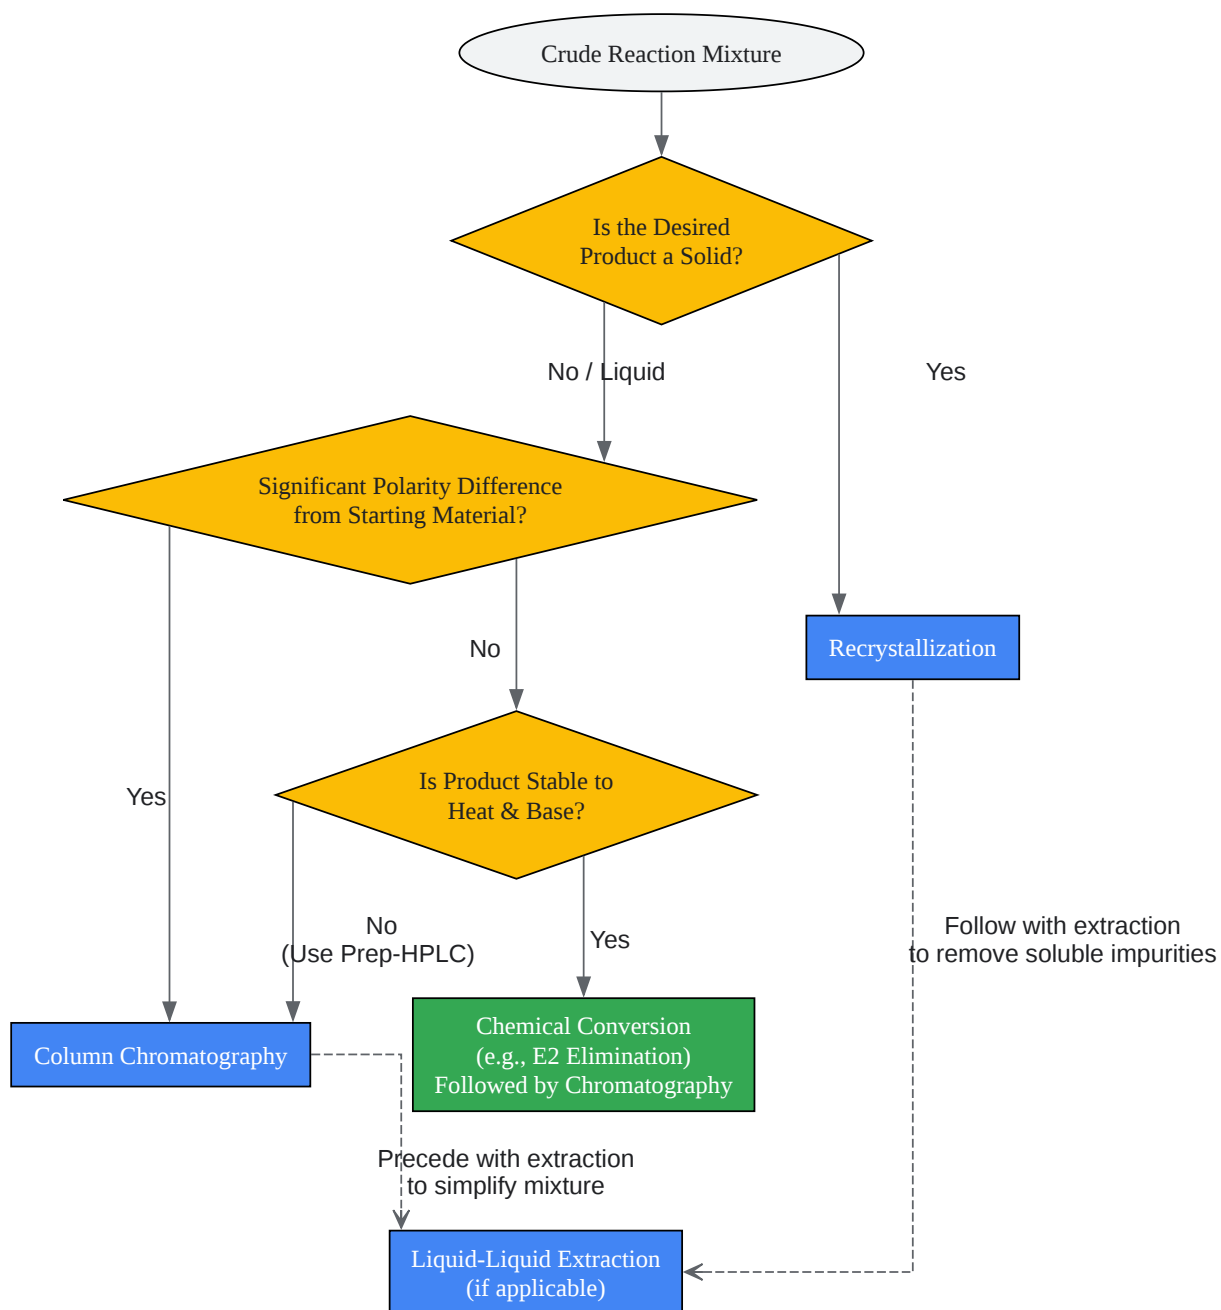 Crude Reaction Mixture
Is the Desired
Product a Solid?
No / Liquid
Yes
Significant Polarity Difference
from Starting Material?
No
Recrystallization
Yes
Is Product Stable to
Heat & Base?
No
(Use Prep-HPLC)
Yes
Follow with extraction
to remove soluble impurities
Column Chromatography
Chemical Conversion
(e.g., E2 Elimination)
Followed by Chromatography
Precede with extraction
to simplify mixture
Liquid-Liquid Extraction
(if applicable)